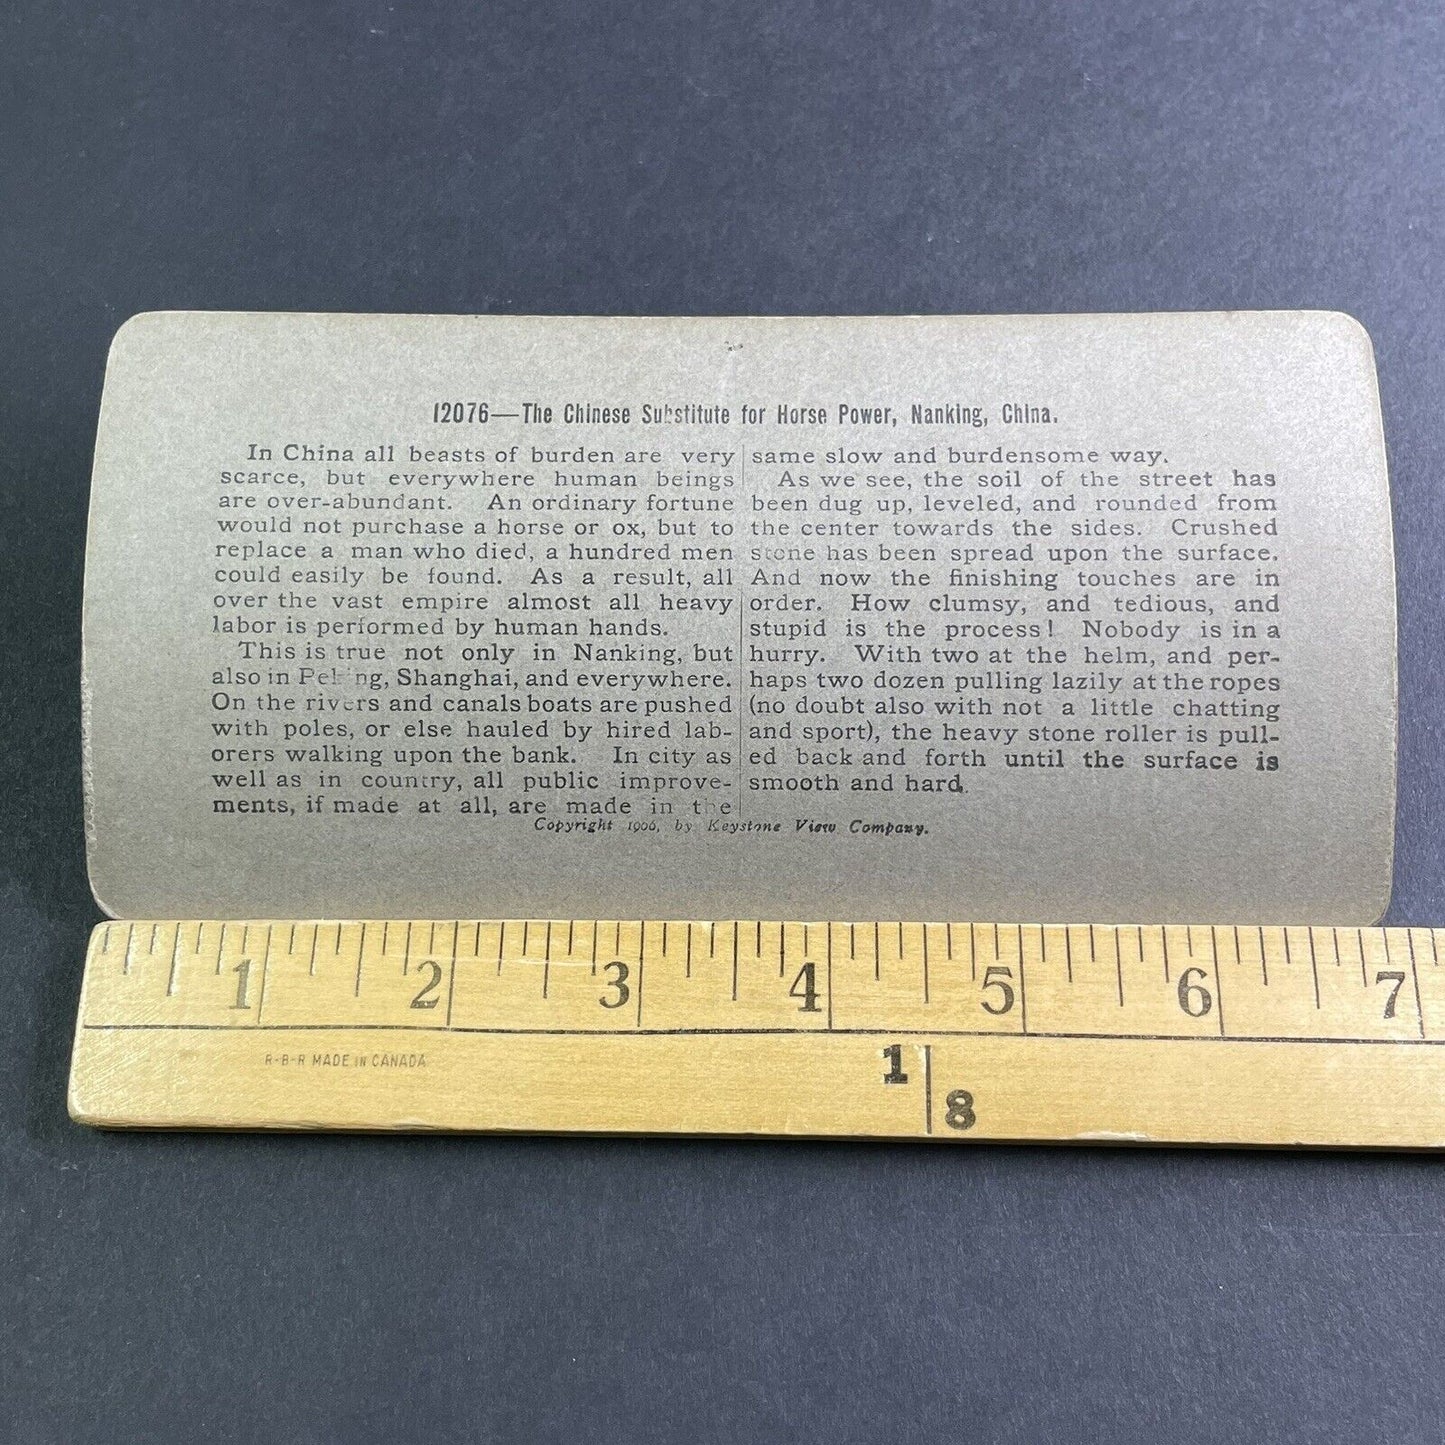 12076—The Chinese Substitute for Horse Power, Nanking, China.
In China all beasts of burden are very
scarce, but everywhere human beings
are over-abundant. An ordinary fortune
would not purchase a horse or ox, but to
replace a man who died, a hundred men
could easily be found. As a result, all
over the vast empire almost all heavy
labor is performed by human hands.
This is true not only in Nanking, but
also in Peking, Shanghai, and everywhere.
On the rivers and canals boats are pushed
with poles, or else hauled by hired lab-
orers walking upon the bank. In city as
well as in country, all public improve-
ments, if made at all, are made in the
same slow and burdensome way.
As we see, the soil of the street has
been dug up, leveled, and rounded from
the center towards the sides. Crushed
stone has been spread upon the surface.
And now the finishing touches are in
order. How clumsy, and tedious, and
stupid is the process! Nobody is in a
hurry. With two at the helm, and per-
haps two dozen pulling lazily at the ropes
(no doubt also with not a little chatting
and sport), the heavy stone roller is pull-
ed back and forth until the surface is
smooth and hard.
Copyright 1906, by Keystone View Company.
1 2 3 4 5 6 7
R-B-R MADE IN CANADA
1 8